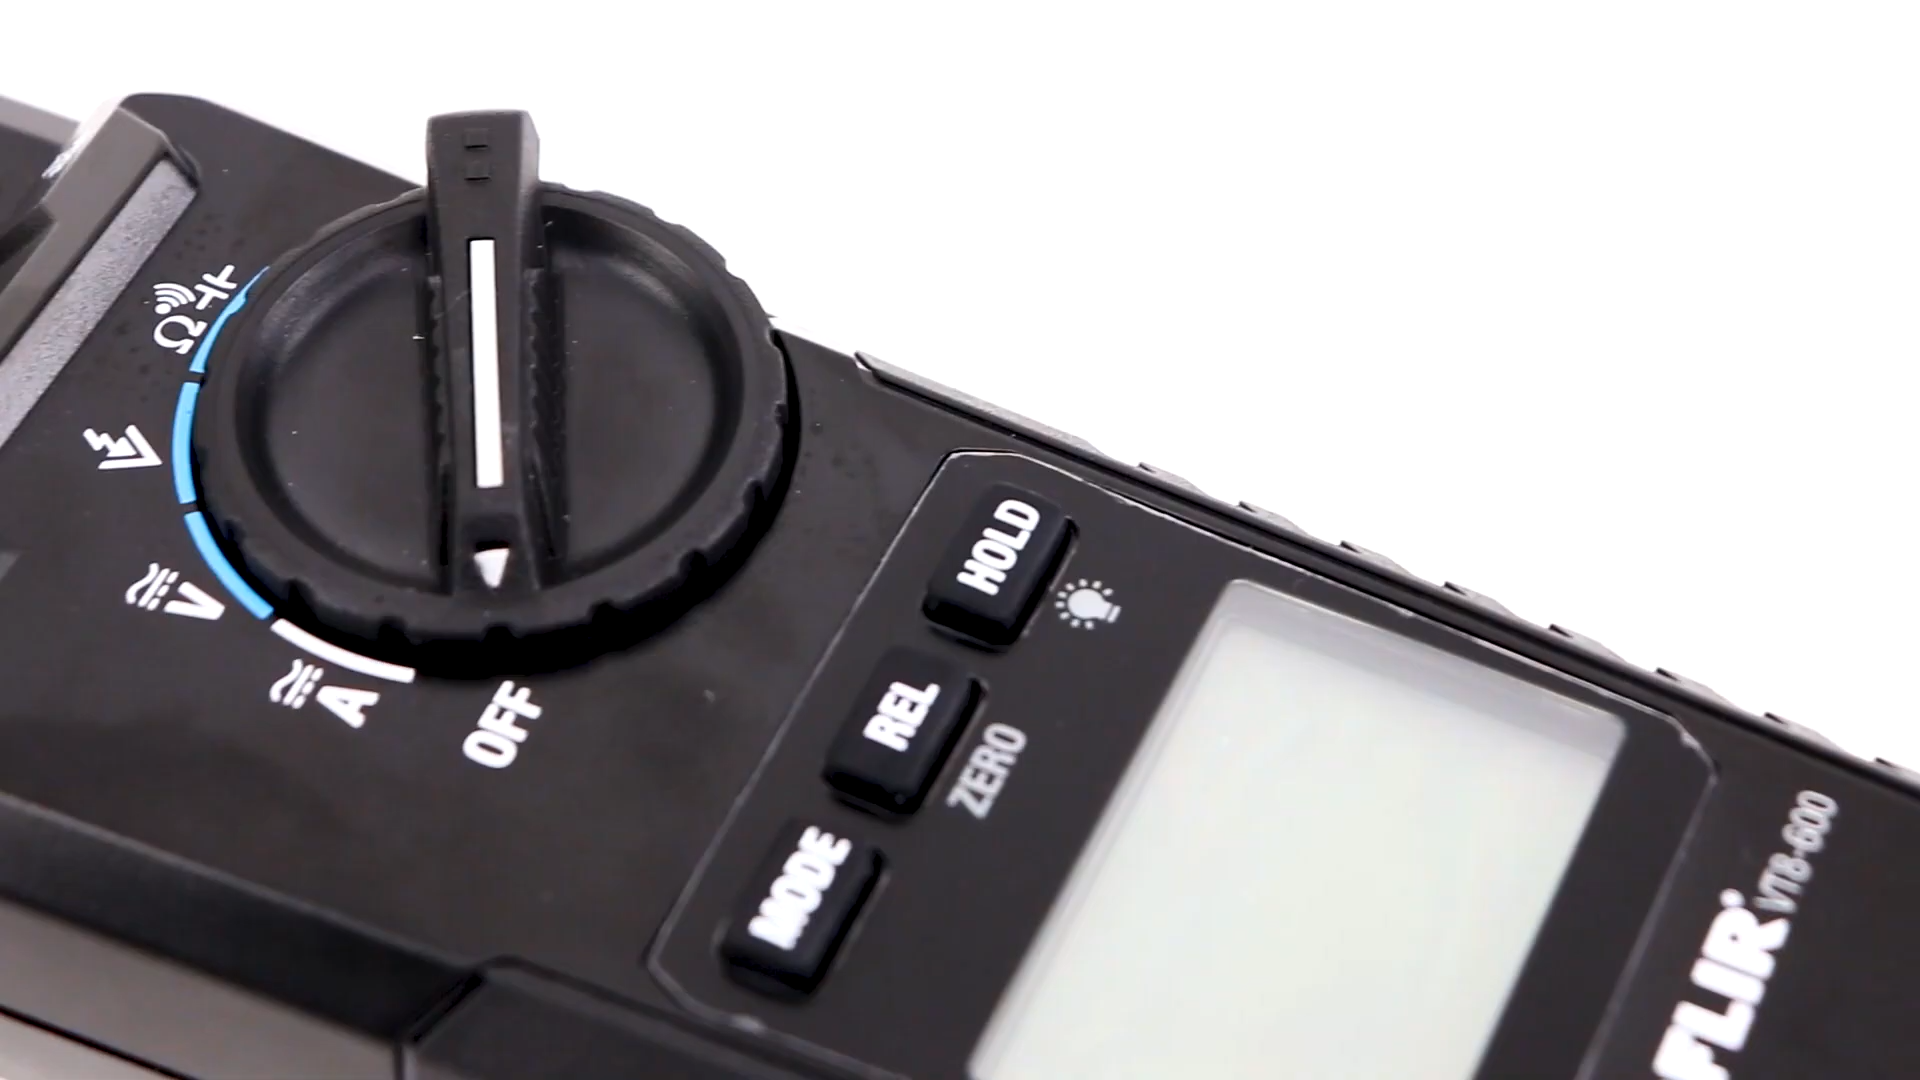 Ω
V
V
A
OFF
HOLD
REL
ZERO
MODE
FLIR VT8-600